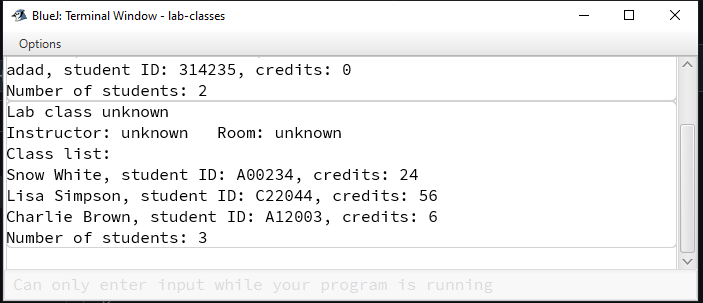 BlueJ: Terminal Window - lab-classes
Options
adad, student ID: 314235, credits: 0
Number of students: 2
Lab class unknown
Instructor: unknown   Room: unknown
Class list:
Snow White, student ID: A00234, credits: 24
Lisa Simpson, student ID: C22044, credits: 56
Charlie Brown, student ID: A12003, credits: 6
Number of students: 3
Can only enter input while your program is running